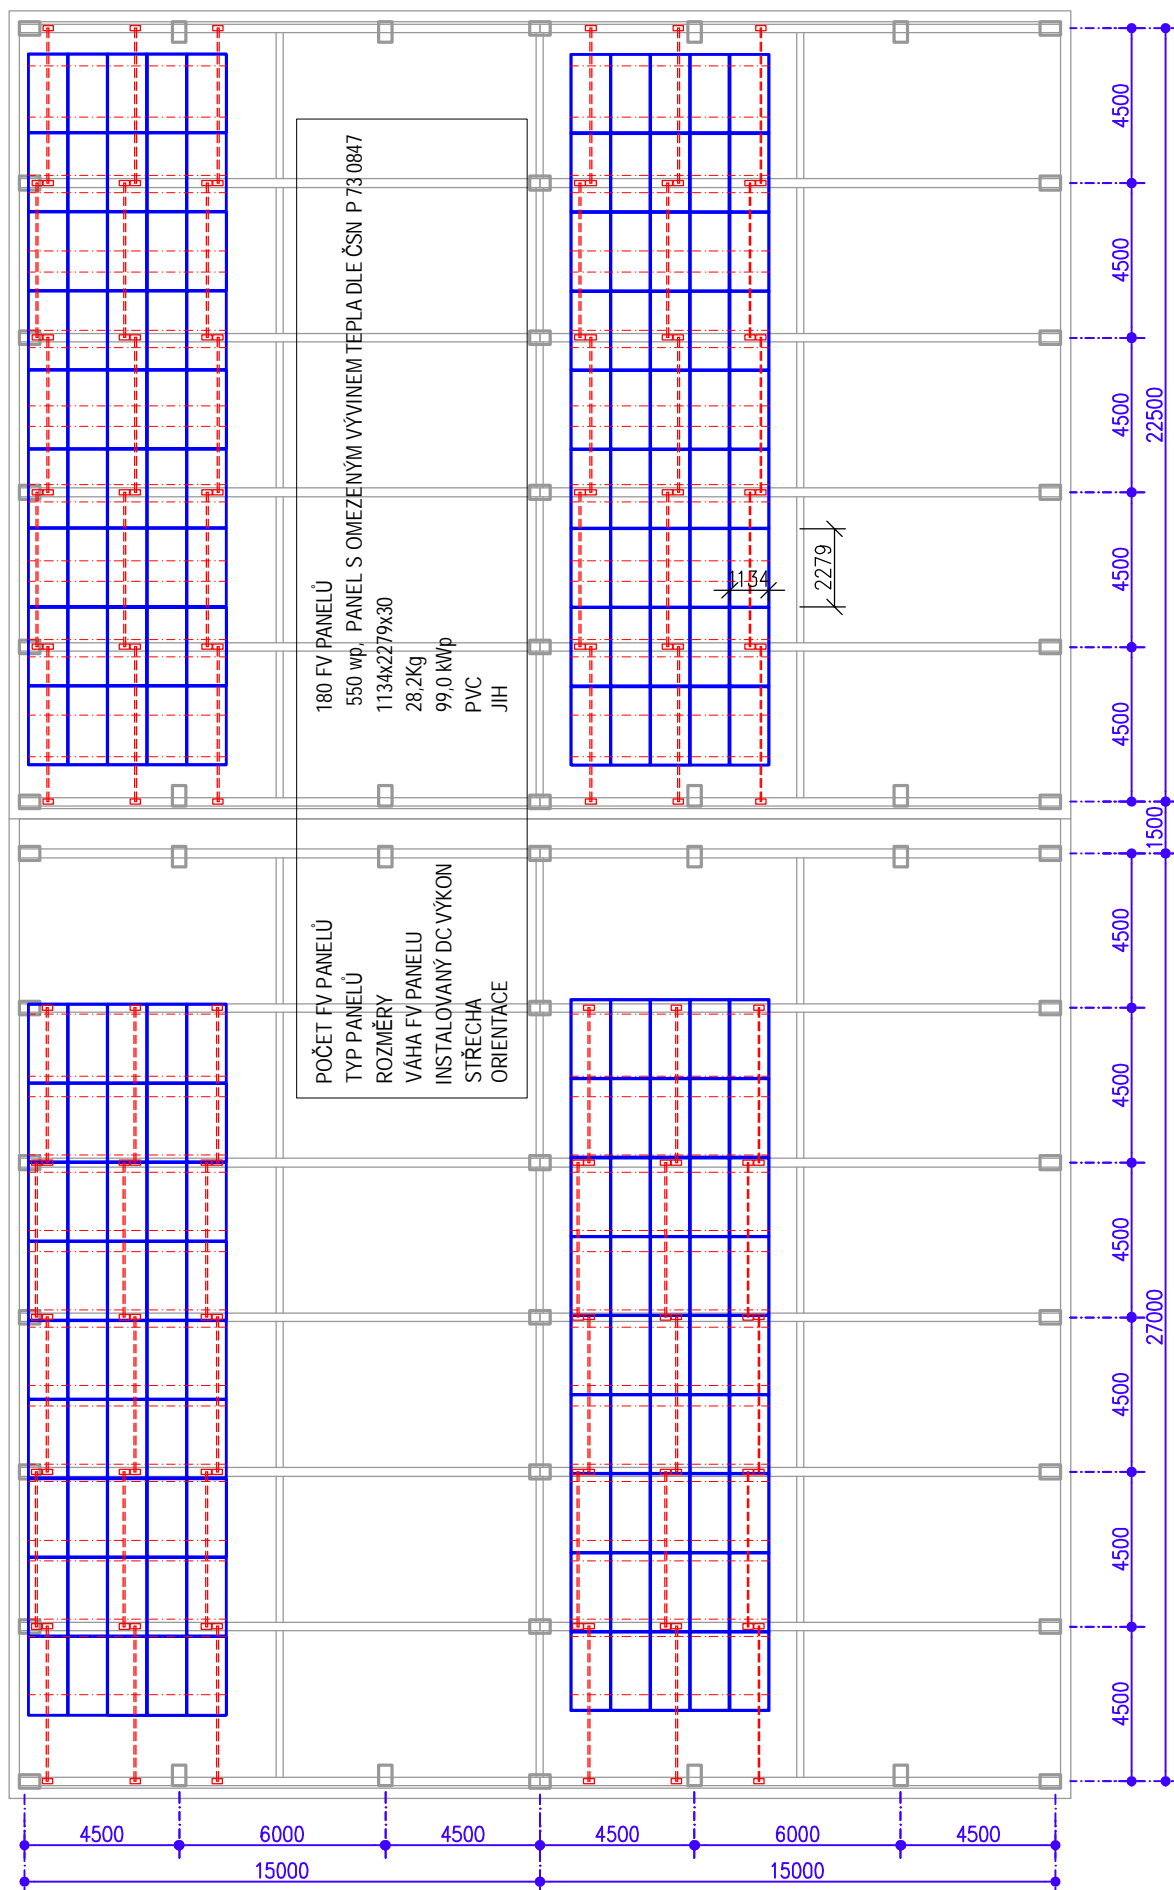 POČET FV PANELŮ 180 FV PANELŮ
TYP PANELŮ 550 wp, PANEL S OMEZENÝM VÝVINEM TEPLA DLE ČSN P 73 0847
ROZMĚRY 1134x2279x30
VÁHA FV PANELU 28,2Kg
INSTALOVANÝ DC VÝKON 99,0 kWp
STŘECHA PVC
ORIENTACE JIH
1134
2279
4500
4500
4500
4500
4500
22500
1500
4500
4500
4500
4500
4500
4500
27000
4500 6000 4500 4500 6000 4500
15000 15000